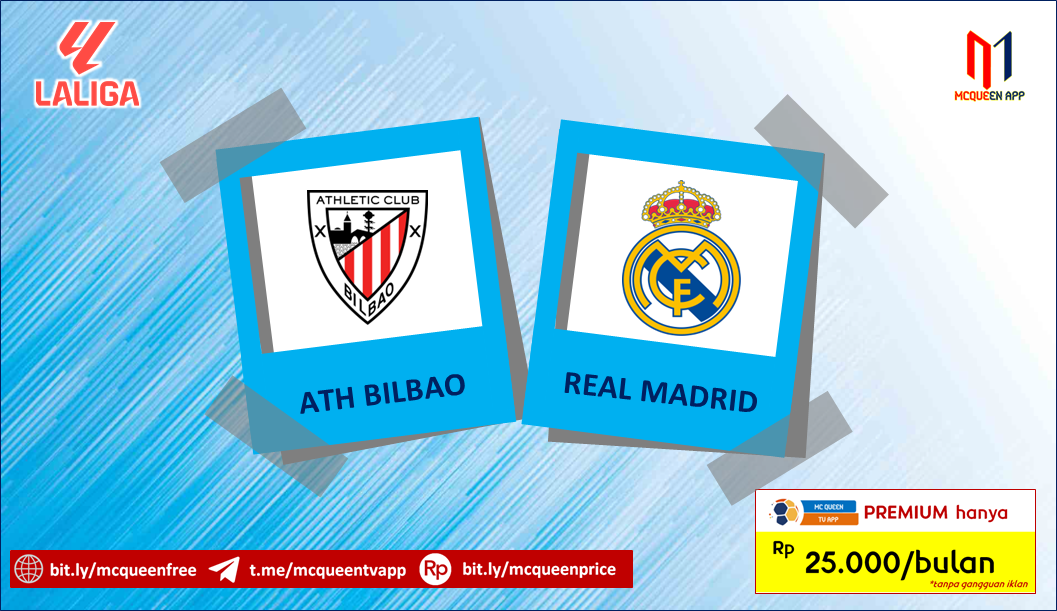 LALIGA
MCQUEEN APP
ATHLETIC CLUB
BILBAO
ATH BILBAO
REAL MADRID
MC QUEEN
TV APP
PREMIUM hanya
Rp 25.000/bulan
*tanpa gangguan iklan
bit.ly/mcqueenfree t.me/mcqueentvapp Rp bit.ly/mcqueenprice